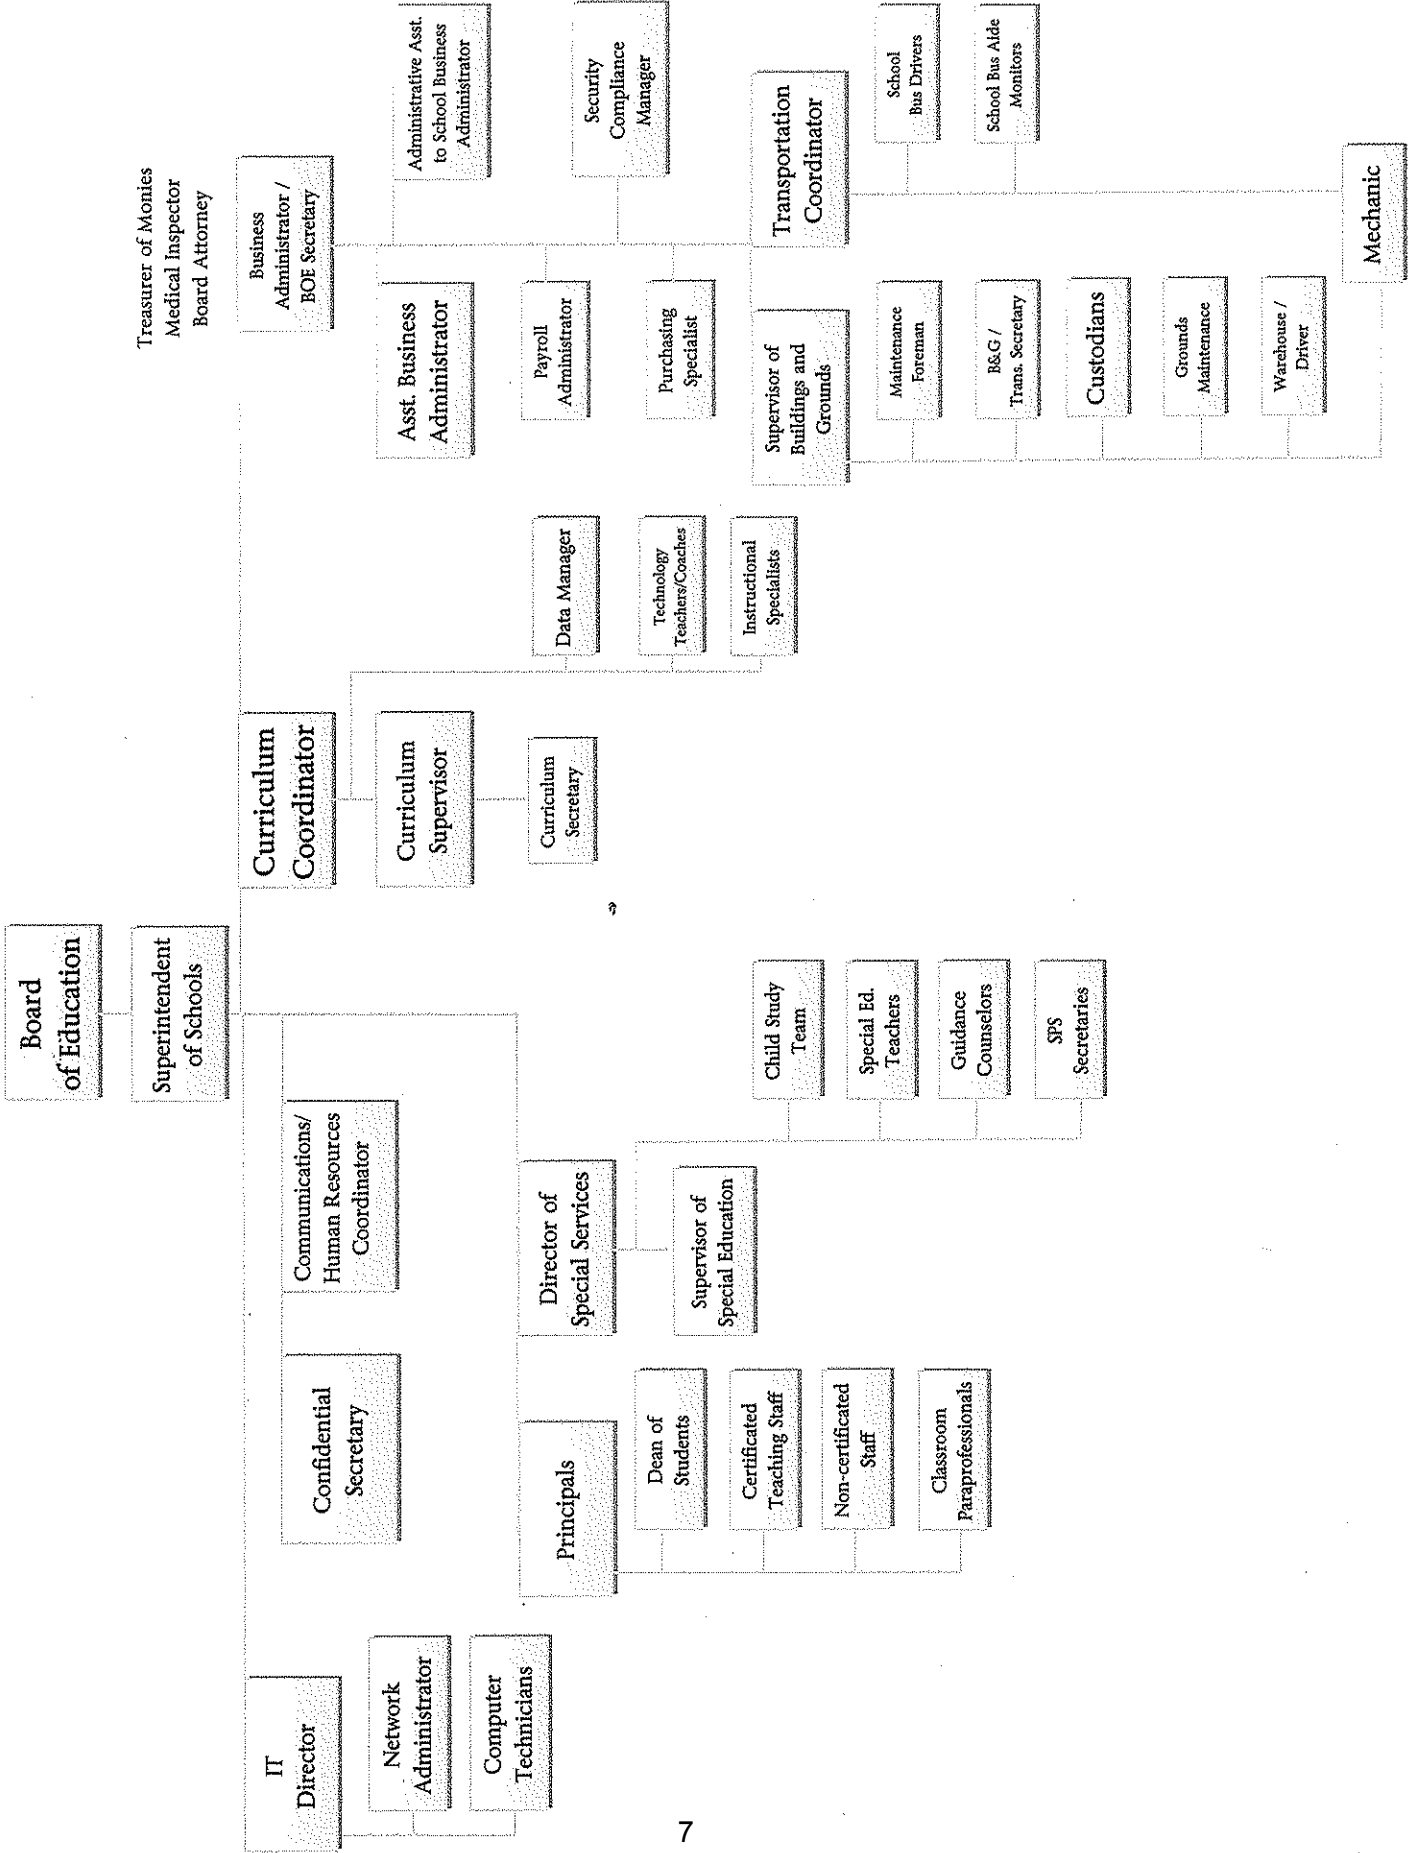 Board
of Education
Superintendent
of Schools
Treasurer of Monies
Medical Inspector
Board Attorney
IT
Director
Network
Administrator
Computer
Technicians
Confidential
Secretary
Communications/
Human Resources
Coordinator
Principals
Dean of
Students
Certificated
Teaching Staff
Non-certificated
Staff
Classroom
Paraprofessionals
Director of
Special Services
Supervisor of
Special Education
Child Study
Team
Special Ed.
Teachers
Guidance
Counselors
SPS
Secretaries
Curriculum
Coordinator
Curriculum
Supervisor
Curriculum
Secretary
Data Manager
Technology
Teachers/Coaches
Instructional
Specialists
Business
Administrator /
BOE Secretary
Asst. Business
Administrator
Administrative Asst.
to School Business
Administrator
Payroll
Administrator
Security
Compliance
Manager
Purchasing
Specialist
Supervisor of
Buildings and
Grounds
Maintenance
Foreman
B&G /
Trans. Secretary
Custodians
Grounds
Maintenance
Warehouse /
Driver
Transportation
Coordinator
School
Bus Drivers
School Bus Aide
Monitors
Mechanic
7